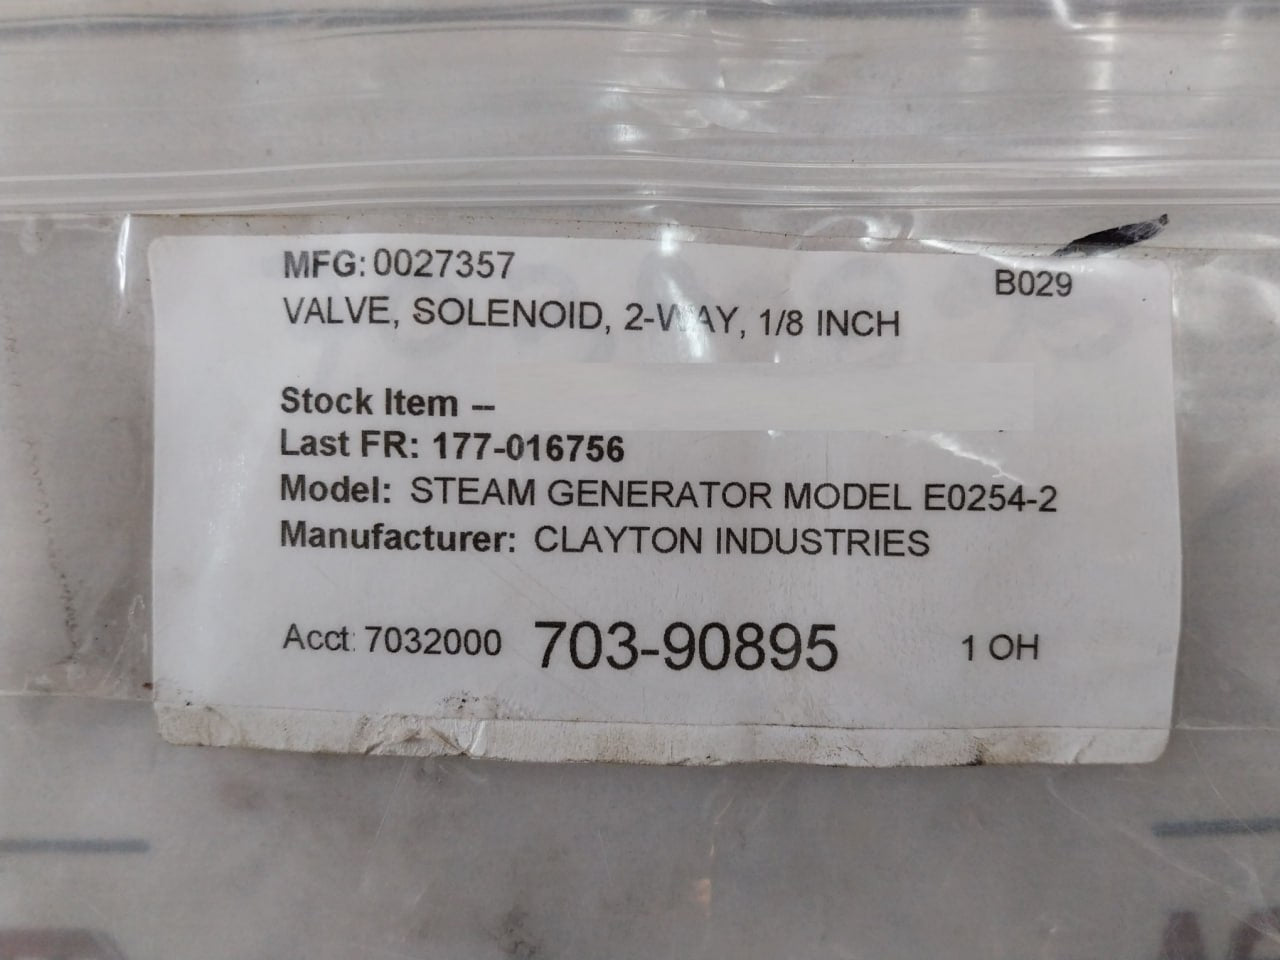 MFG: 0027357
B029
VALVE, SOLENOID, 2-WAY, 1/8 INCH
Stock Item --
Last FR: 177-016756
Model: STEAM GENERATOR MODEL E0254-2
Manufacturer: CLAYTON INDUSTRIES
Acct: 7032000 703-90895 1 OH